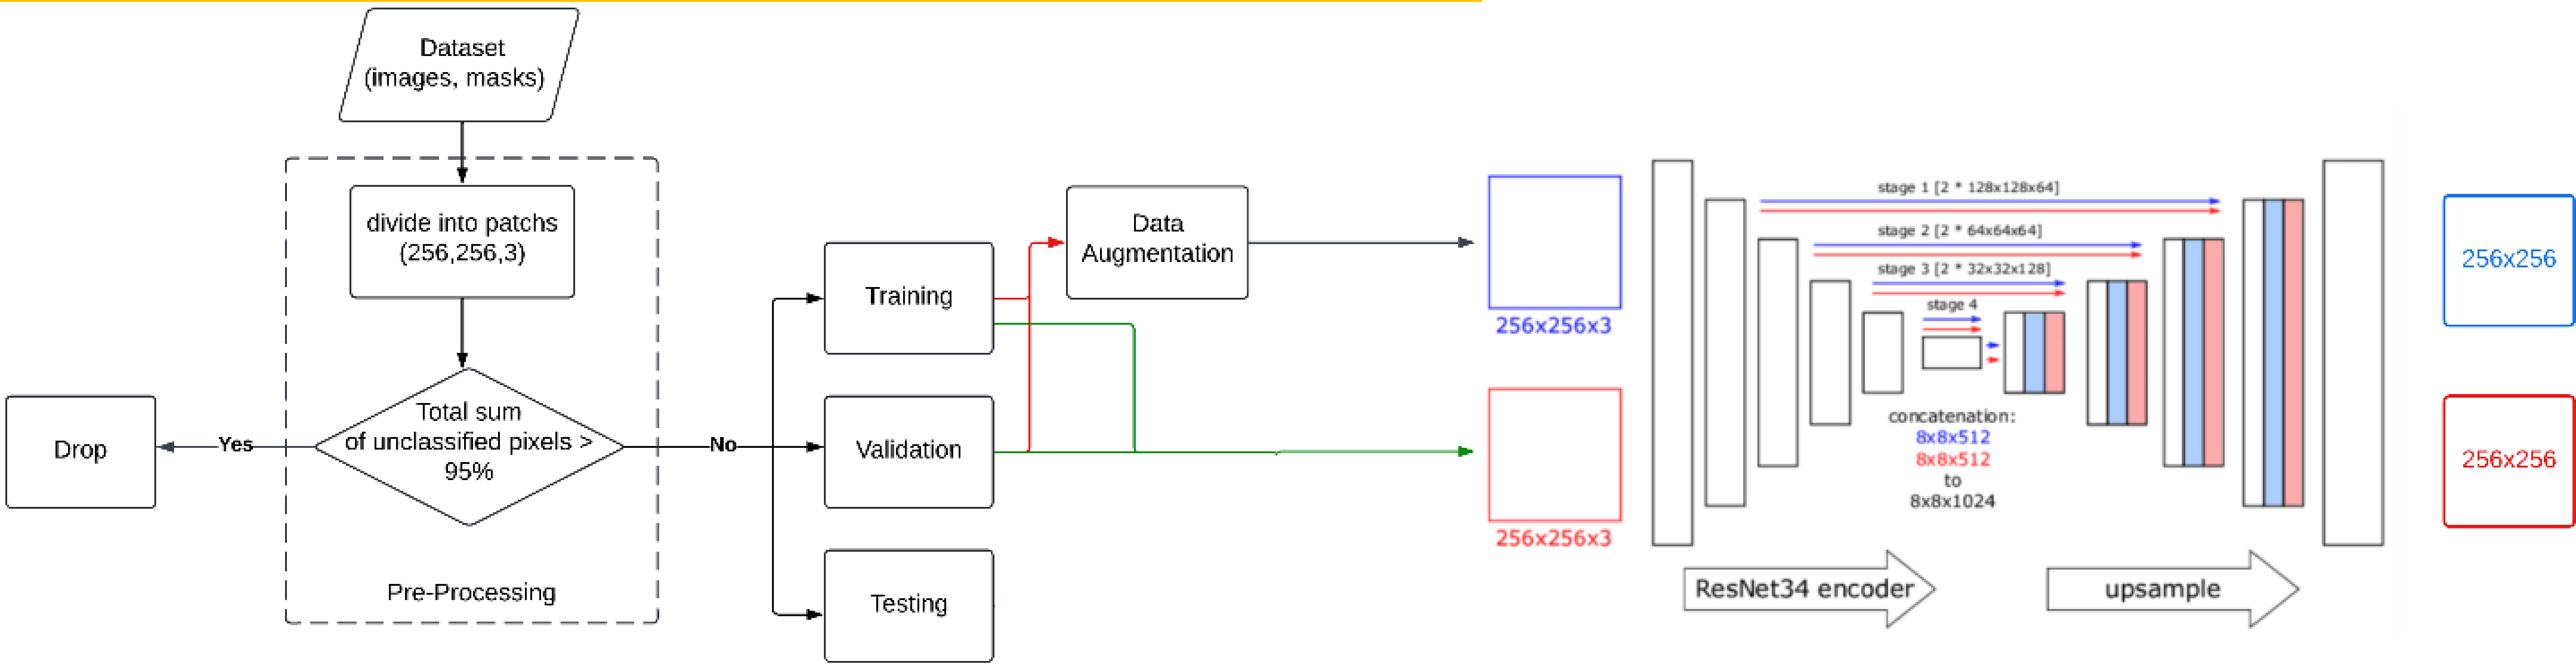 Dataset
(images, masks)
divide into patchs
(256,256,3)
Total sum
of unclassified pixels >
95%
Yes
Drop
No
Pre-Processing
Training
Validation
Testing
Data
Augmentation
256x256x3
256x256x3
stage 1 [2 * 128x128x64]
stage 2 [2 * 64x64x64]
stage 3 [2 * 32x32x128]
stage 4
concatenation:
8x8x512
8x8x512
to
8x8x1024
ResNet34 encoder
upsample
256x256
256x256